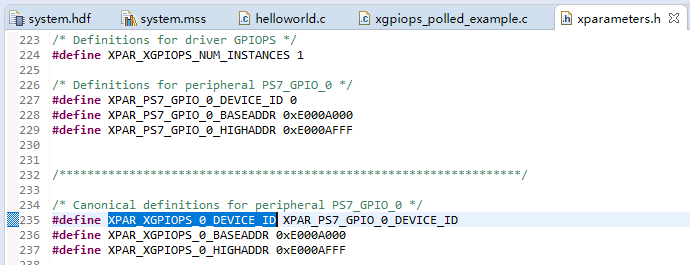 system.hdf system.mss helloworld.c xgpiops_polled_example.c xparameters.h
223 /* Definitions for driver GPIOPS */
224 #define XPAR_XGPIOPS_NUM_INSTANCES 1
225
226 /* Definitions for peripheral PS7_GPIO_0 */
227 #define XPAR_PS7_GPIO_0_DEVICE_ID 0
228 #define XPAR_PS7_GPIO_0_BASEADDR 0xE000A000
229 #define XPAR_PS7_GPIO_0_HIGHADDR 0xE000AFFF
230
231
232 /******************************************************************/
233
234 /* Canonical definitions for peripheral PS7_GPIO_0 */
235 #define XPAR_XGPIOPS_0_DEVICE_ID XPAR_PS7_GPIO_0_DEVICE_ID
236 #define XPAR_XGPIOPS_0_BASEADDR 0xE000A000
237 #define XPAR_XGPIOPS_0_HIGHADDR 0xE000AFFF
238